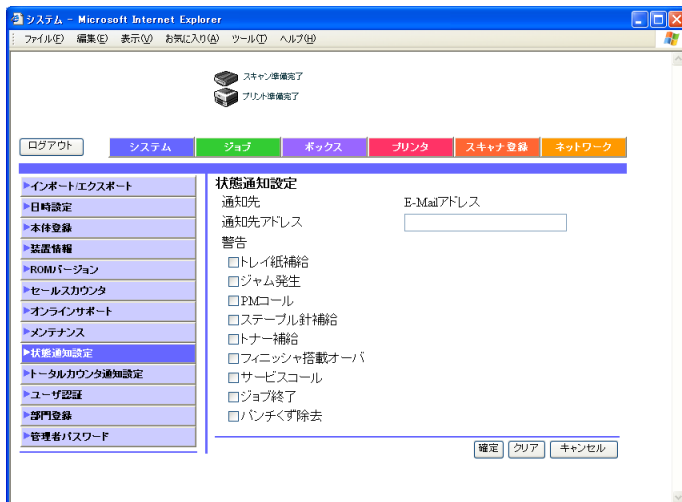 システム - Microsoft Internet Explorer
ファイル(F) 編集(E) 表示(V) お気に入り(A) ツール(T) ヘルプ(H)
スキャン準備完了
プリント準備完了
ログアウト システム ジョブ ボックス プリンタ スキャナ登録 ネットワーク
インポート/エクスポート
日時設定
本体登録
装置情報
ROMバージョン
セールスカウンタ
オンラインサポート
メンテナンス
状態通知設定
トータルカウンタ通知設定
ユーザ認証
部門登録
管理者パスワード
状態通知設定
通知先 E-Mailアドレス
通知先アドレス
警告
トレイ紙補給
ジャム発生
PMコール
ステープル針補給
トナー補給
フィニッシャ搭載オーバ
サービスコール
ジョブ終了
パンチくず除去
確定 クリア キャンセル